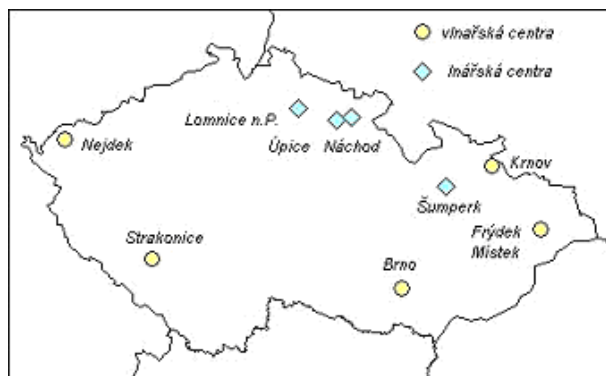 vlnařská centra
lnářská centra
Lomnice n.P.
Úpice
Náchod
Nejdek
Krnov
Šumperk
Strakonice
Frýdek
Místek
Brno